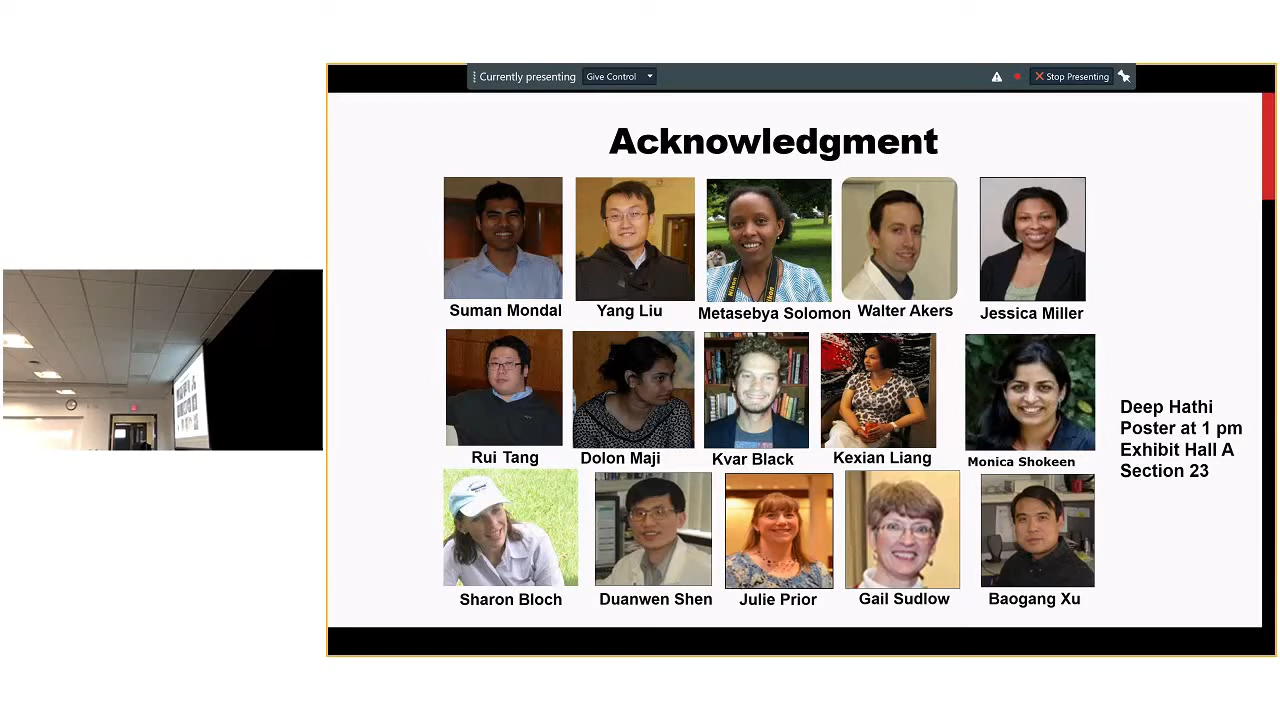 Currently presenting
Give Control
Stop Presenting
Acknowledgment
Suman Mondal
Yang Liu
Metasebya Solomon
Walter Akers
Jessica Miller
Nikon
Nikon
Rui Tang
Dolon Maji
Kvar Black
Kexian Liang
Monica Shokeen
Deep Hathi
Poster at 1 pm
Exhibit Hall A
Section 23
Sharon Bloch
Duanwen Shen
Julie Prior
Gail Sudlow
Baogang Xu